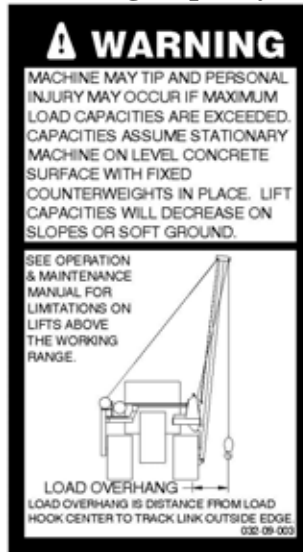 WARNING
MACHINE MAY TIP AND PERSONAL
INJURY MAY OCCUR IF MAXIMUM
LOAD CAPACITIES ARE EXCEEDED.
CAPACITIES ASSUME STATIONARY
MACHINE ON LEVEL CONCRETE
SURFACE WITH FIXED
COUNTERWEIGHTS IN PLACE. LIFT
CAPACITIES WILL DECREASE ON
SLOPES OR SOFT GROUND.
SEE OPERATION
& MAINTENANCE
MANUAL FOR
LIMITATIONS ON
LIFTS ABOVE
THE WORKING
RANGE.
LOAD OVERHANG
LOAD OVERHANG IS DISTANCE FROM LOAD
HOOK CENTER TO TRACK LINK OUTSIDE EDGE.
032-09-003